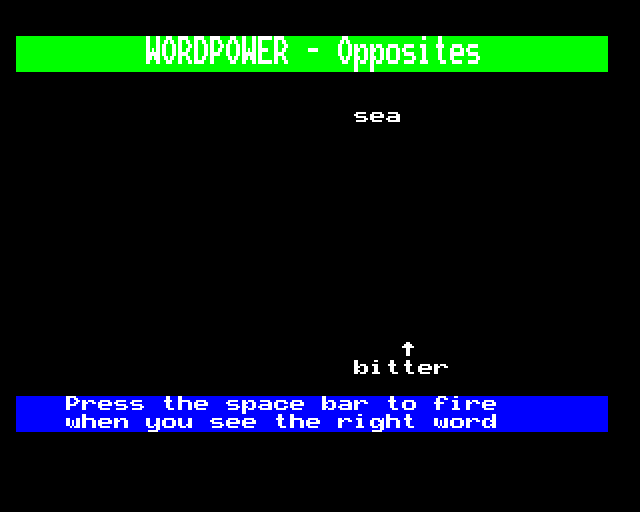 WORDPOWER - Opposites
sea
↑
bitter
Press the space bar to fire
when you see the right word